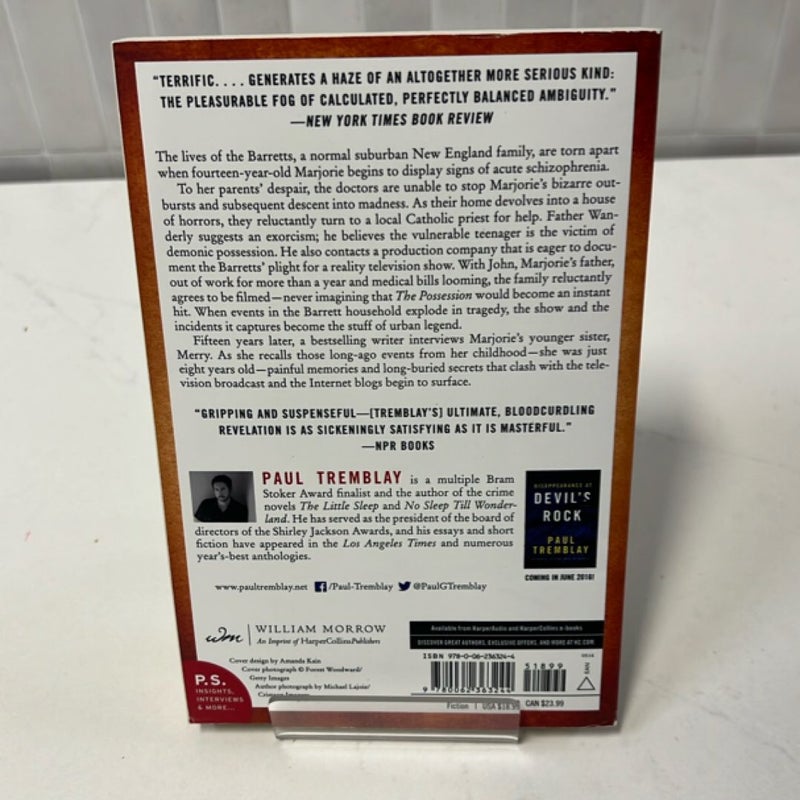 “TERRIFIC. . . . GENERATES A HAZE OF AN ALTOGETHER MORE SERIOUS KIND:
THE PLEASURABLE FOG OF CALCULATED, PERFECTLY BALANCED AMBIGUITY.”
—NEW YORK TIMES BOOK REVIEW
The lives of the Barretts, a normal suburban New England family, are torn apart
when fourteen-year-old Marjorie begins to display signs of acute schizophrenia.
To her parents’ despair, the doctors are unable to stop Marjorie’s bizarre out-
bursts and subsequent descent into madness. As their home devolves into a house
of horrors, they reluctantly turn to a local Catholic priest for help. Father Wan-
derly suggests an exorcism; he believes the vulnerable teenager is the victim of
demonic possession. He also contacts a production company that is eager to docu-
ment the Barretts’ plight for a reality television show. With John, Marjorie’s father,
out of work for more than a year and medical bills looming, the family reluctantly
agrees to be filmed—never imagining that The Possession would become an instant
hit. When events in the Barrett household explode in tragedy, the show and the
incidents it captures become the stuff of urban legend.
Fifteen years later, a bestselling writer interviews Marjorie’s younger sister,
Merry. As she recalls those long-ago events from her childhood—she was just
eight years old—painful memories and long-buried secrets that clash with the tele-
vision broadcast and the Internet blogs begin to surface.
“GRIPPING AND SUSPENSEFUL—[TREMBLAY’S] ULTIMATE, BLOODCURDLING
REVELATION IS AS SICKENINGLY SATISFYING AS IT IS MASTERFUL.”
—NPR BOOKS
PAUL TREMBLAY is a multiple Bram
Stoker Award finalist and the author of the crime
novels The Little Sleep and No Sleep Till Wonder-
land. He has served as the president of the board of
directors of the Shirley Jackson Awards, and his essays and short
fiction have appeared in the Los Angeles Times and numerous
year’s-best anthologies.
DISAPPEARANCE AT
DEVIL’S
ROCK
PAUL
TREMBLAY
COMING IN JUNE 2016!
www.paultremblay.net f/Paul-Tremblay @PaulGTremblay
wm WILLIAM MORROW
An Imprint of HarperCollinsPublishers
Available from HarperAudio and HarperCollins e-books
DISCOVER GREAT AUTHORS, EXCLUSIVE OFFERS, AND MORE AT HC.COM
Cover design by Amanda Kain
Cover photograph © Forest Woodward/
Getty Images
Author photograph by Michael Lajoie/
P.S.
INSIGHTS,
INTERVIEWS
& MORE...
ISBN 978-0-06-236324-4
51899
9 780062 363244
EAN
Fiction USA $18.99 CAN $23.99